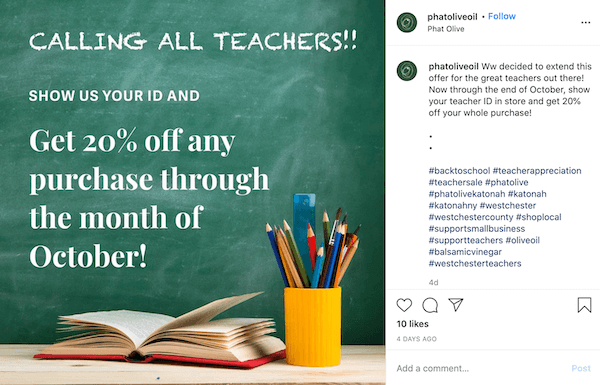 CALLING ALL TEACHERS!!
SHOW US YOUR ID AND
Get 20% off any
purchase through
the month of
October!
phatoliveoil • Follow
Phat Olive
phatoliveoil Ww decided to extend this
offer for the great teachers out there!
Now through the end of October, show
your teacher ID in store and get 20%
off your whole purchase!
•
•
#backtoschool #teacherappreciation
#teachersale #phatolive
#phatolivekatonah #katonah
#katonahny #westchester
#westchestercounty #shoplocal
#supportsmallbusiness
#supportteachers #oliveoil
#balsamicvinegar
#westchesterteachers
4d
10 likes
4 DAYS AGO
Add a comment...
Post